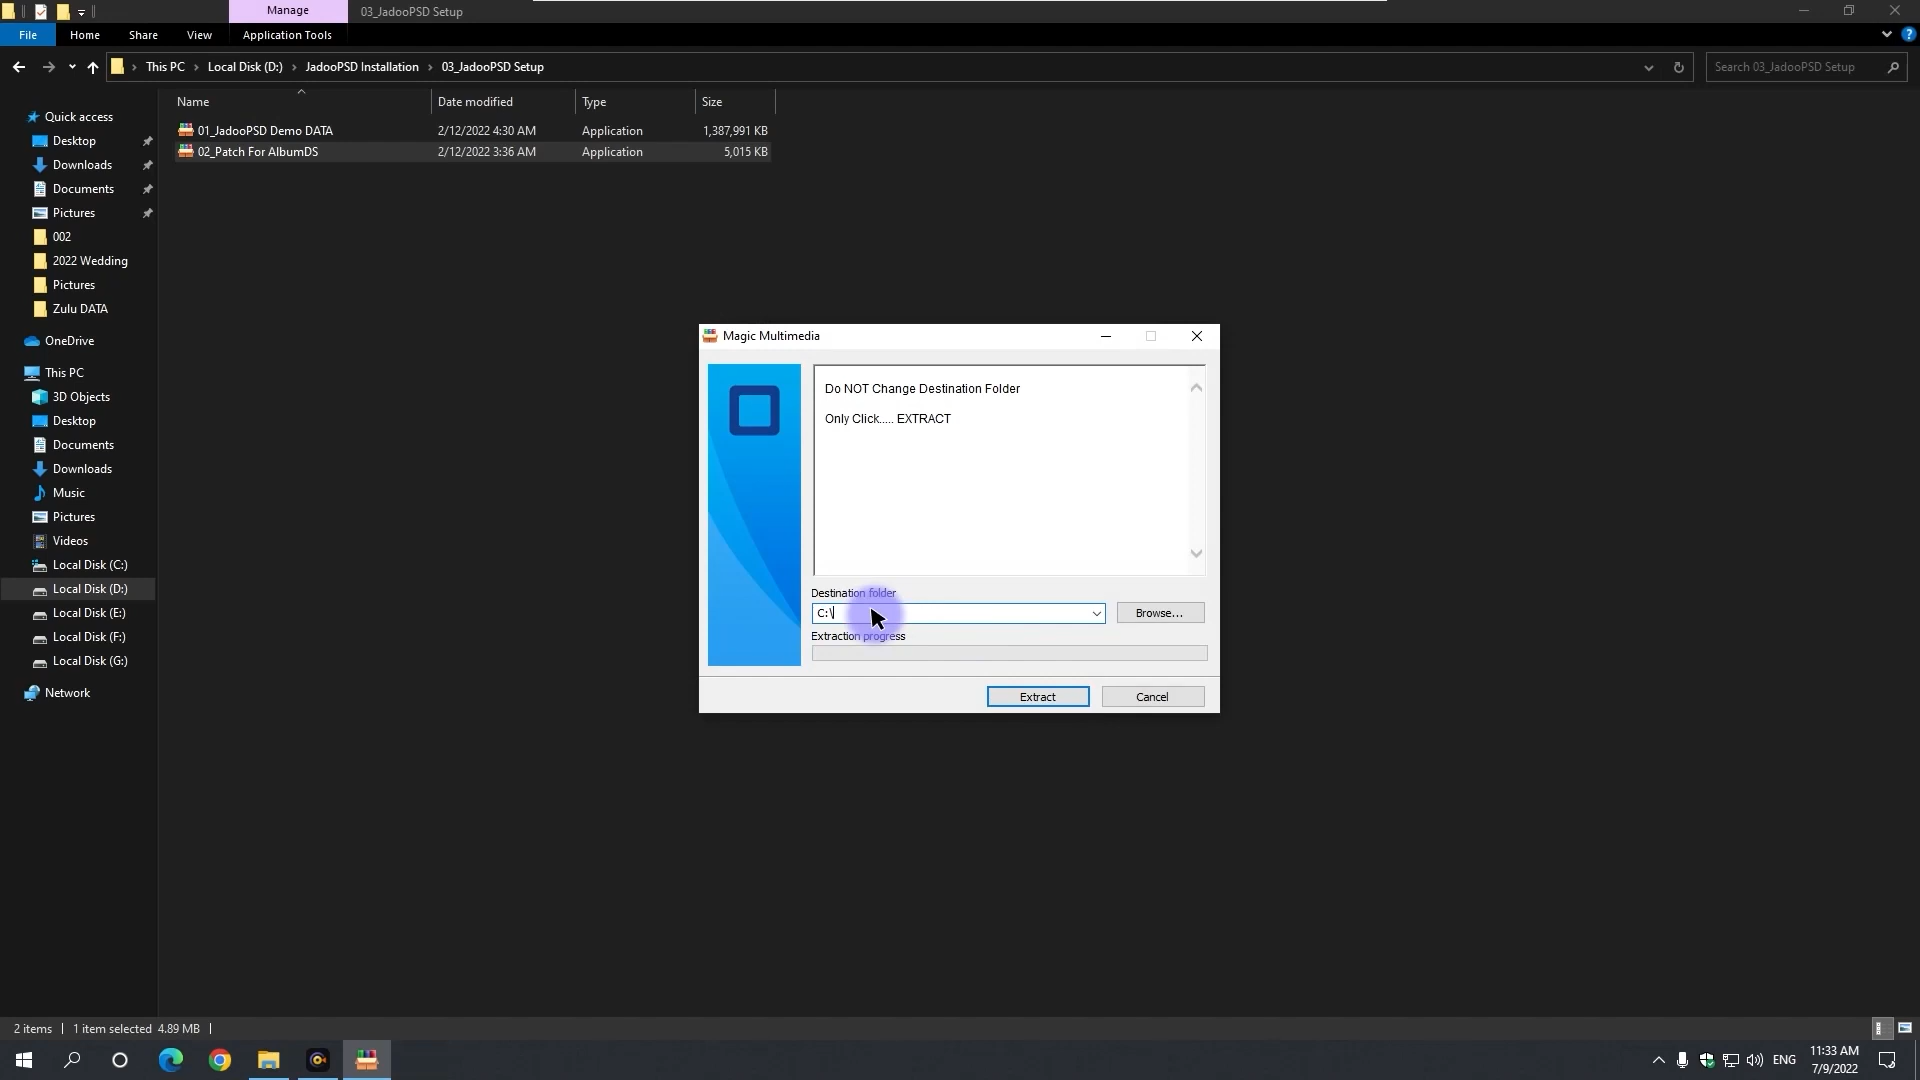 Manage
03_JadooPSD Setup
File
Home
Share
View
Application Tools
This PC
Local Disk (D:)
JadooPSD Installation
03_JadooPSD Setup
Search 03_JadooPSD Setup
Name
Date modified
Type
Size
01_JadooPSD Demo DATA
2/12/2022 4:30 AM
Application
1,387,991 KB
02_Patch For AlbumDS
2/12/2022 3:36 AM
Application
5,015 KB
Quick access
Desktop
Downloads
Documents
Pictures
002
2022 Wedding
Pictures
Zulu DATA
OneDrive
This PC
3D Objects
Desktop
Documents
Downloads
Music
Pictures
Videos
Local Disk (C:)
Local Disk (D:)
Local Disk (E:)
Local Disk (F:)
Local Disk (G:)
Network
Magic Multimedia
Do NOT Change Destination Folder
Only Click..... EXTRACT
Destination folder
C:\
Browse...
Extraction progress
Extract
Cancel
2 items
1 item selected 4.89 MB
ENG
11:33 AM
7/9/2022